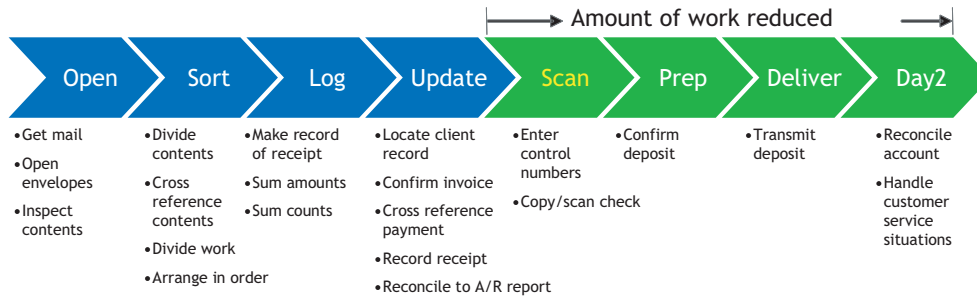 Amount of work reduced
Open
Sort
Log
Update
Scan
Prep
Deliver
Day2
•Get mail
•Open
envelopes
•Inspect
contents
•Divide
contents
•Cross
reference
contents
•Divide work
•Arrange in order
•Make record
of receipt
•Sum amounts
•Sum counts
•Locate client
record
•Confirm invoice
•Cross reference
payment
•Record receipt
•Reconcile to A/R report
•Enter
control
numbers
•Copy/scan check
•Confirm
deposit
•Transmit
deposit
•Reconcile
account
•Handle
customer
service
situations